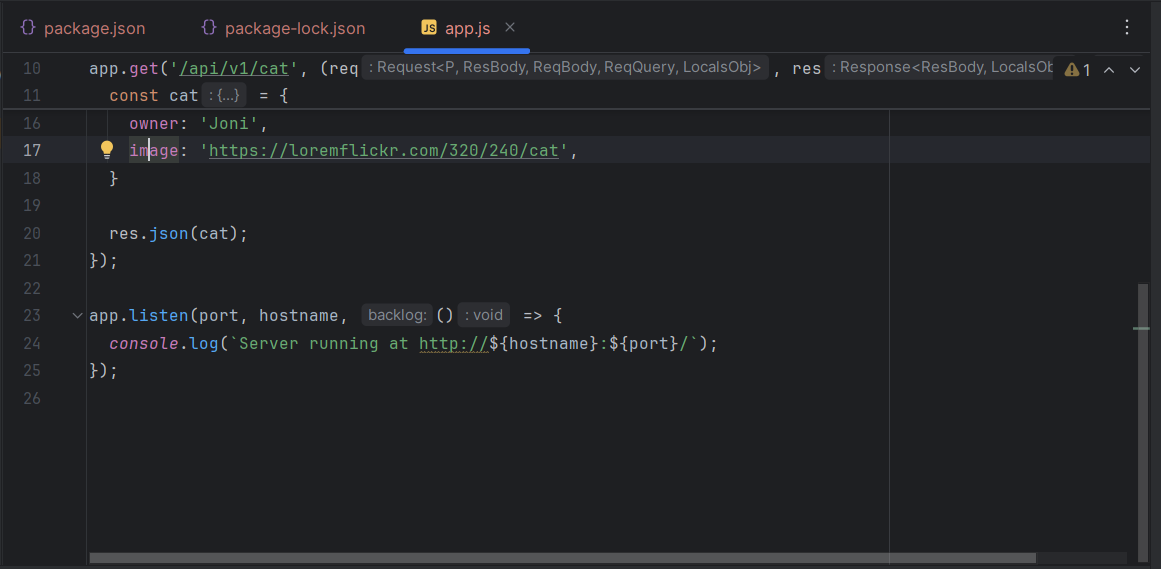 package.json package-lock.json JS app.js
10 app.get('/api/v1/cat', (req : Request<P, ResBody, ReqBody, ReqQuery, LocalsObj> , res : Response<ResBody, LocalsOb 1
11 const cat : {...} = {
16 owner: 'Joni',
17 image: 'https://loremflickr.com/320/240/cat',
18 }
19
20 res.json(cat);
21 });
22
23 app.listen(port, hostname, backlog: () : void => {
24 console.log(`Server running at http://${hostname}:${port}/`);
25 });
26